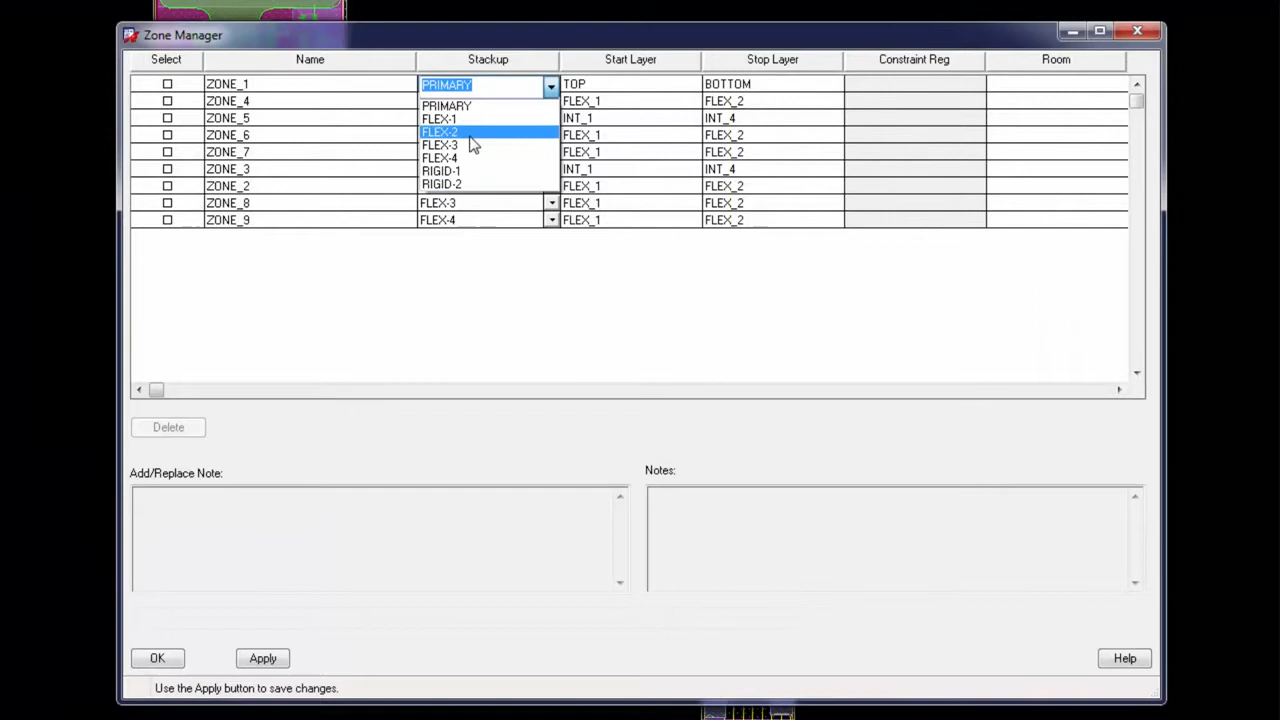 Zone Manager
Select Name Stackup Start Layer Stop Layer Constraint Reg Room
ZONE_1 PRIMARY TOP BOTTOM
ZONE_4 PRIMARY FLEX_1 FLEX_2
ZONE_5 FLEX-1 INT_1 INT_4
ZONE_6 FLEX-2 FLEX_1 FLEX_2
ZONE_7 FLEX-3 FLEX_1 FLEX_2
FLEX-4
ZONE_3 RIGID-1 INT_1 INT_4
ZONE_2 RIGID-2 FLEX_1 FLEX_2
ZONE_8 FLEX-3 FLEX_1 FLEX_2
ZONE_9 FLEX-4 FLEX_1 FLEX_2
Delete
Add/Replace Note: Notes:
OK Apply Help
Use the Apply button to save changes.